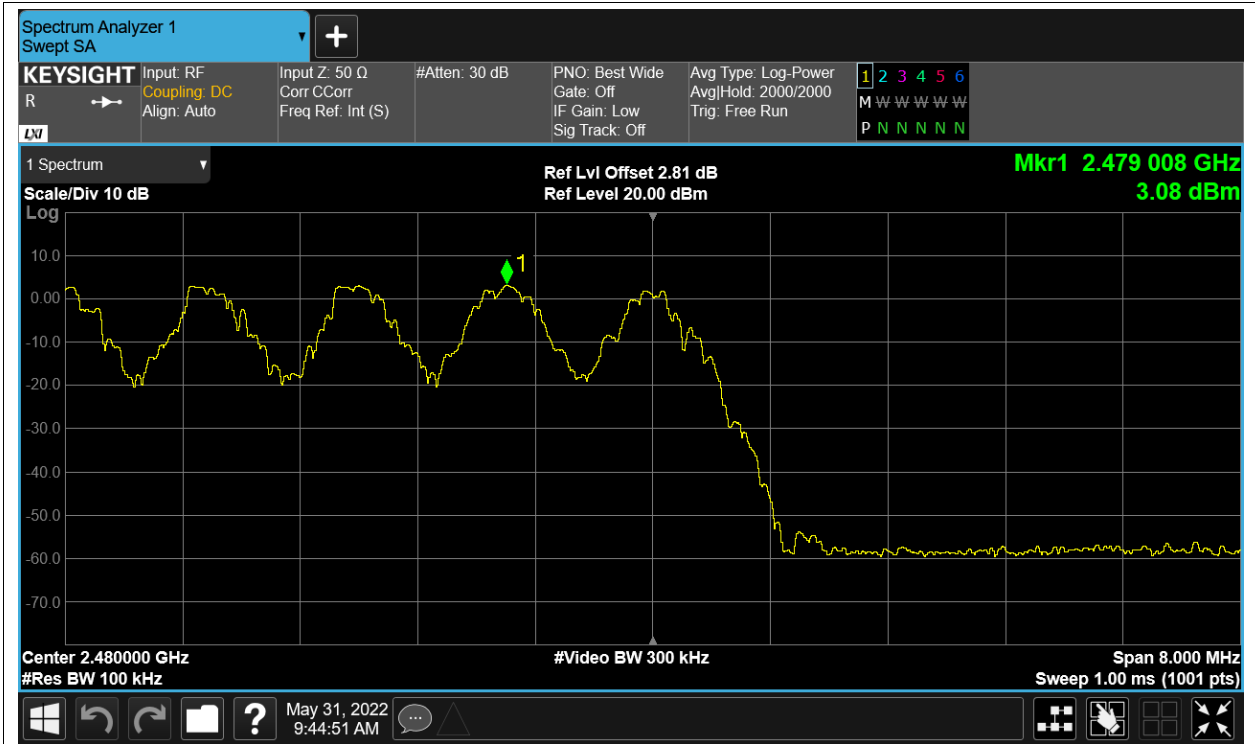 Spectrum Analyzer 1
Swept SA
KEYSIGHT
R
LXI
Input: RF
Coupling: DC
Align: Auto
Input Z: 50 Ω
Corr CCorr
Freq Ref: Int (S)
#Atten: 30 dB
PNO: Best Wide
Gate: Off
IF Gain: Low
Sig Track: Off
Avg Type: Log-Power
Avg|Hold: 2000/2000
Trig: Free Run
1 2 3 4 5 6
M W W W W W W
P N N N N N N
1 Spectrum
Scale/Div 10 dB
Log
Ref Lvl Offset 2.81 dB
Ref Level 20.00 dBm
Mkr1 2.479 008 GHz
3.08 dBm
1
10.0
0.00
-10.0
-20.0
-30.0
-40.0
-50.0
-60.0
-70.0
Center 2.480000 GHz
#Res BW 100 kHz
#Video BW 300 kHz
Span 8.000 MHz
Sweep 1.00 ms (1001 pts)
?
May 31, 2022
9:44:51 AM